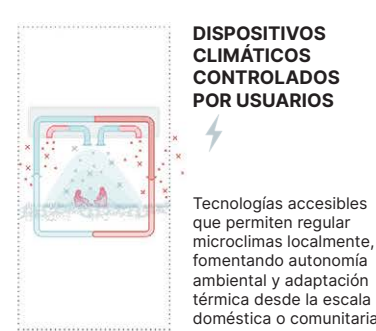 DISPOSITIVOS
CLIMÁTICOS
CONTROLADOS
POR USUARIOS
Tecnologías accesibles
que permiten regular
microclimas localmente,
fomentando autonomía
ambiental y adaptación
térmica desde la escala
doméstica o comunitaria